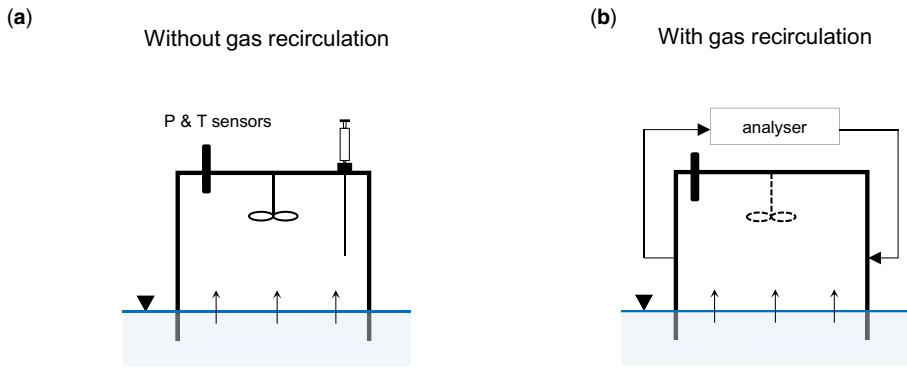 (a)
Without gas recirculation
P & T sensors
(b)
With gas recirculation
analyser